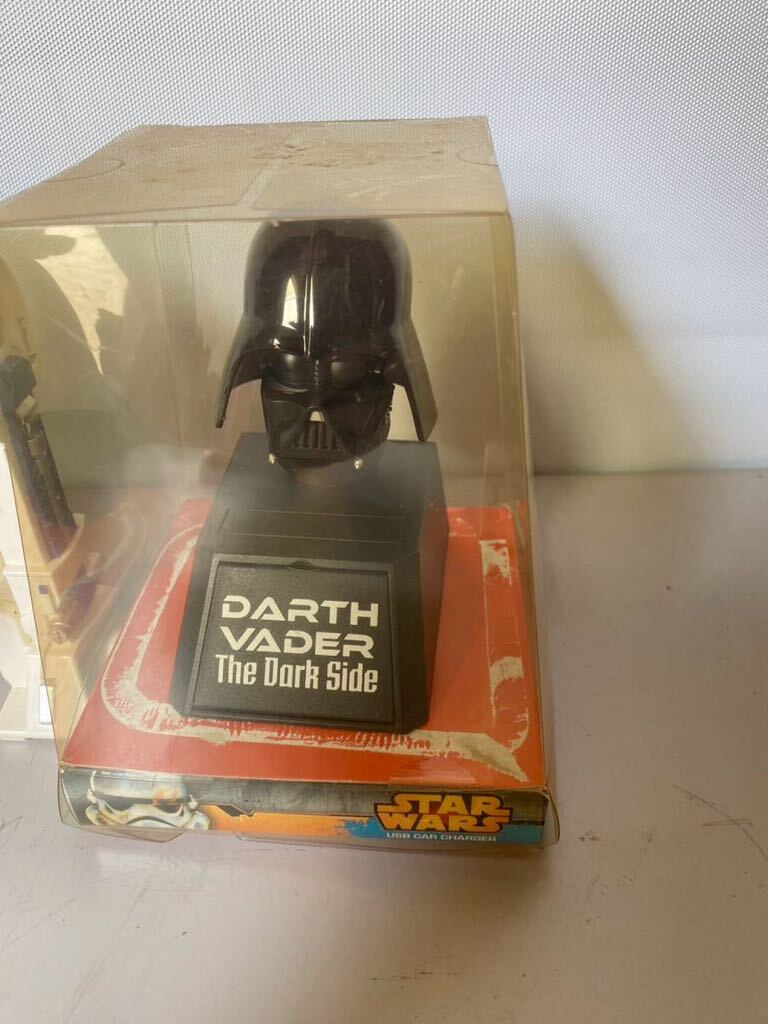 DARTH
VADER
The Dark Side
STAR
WARS
USB CAR CHARGER